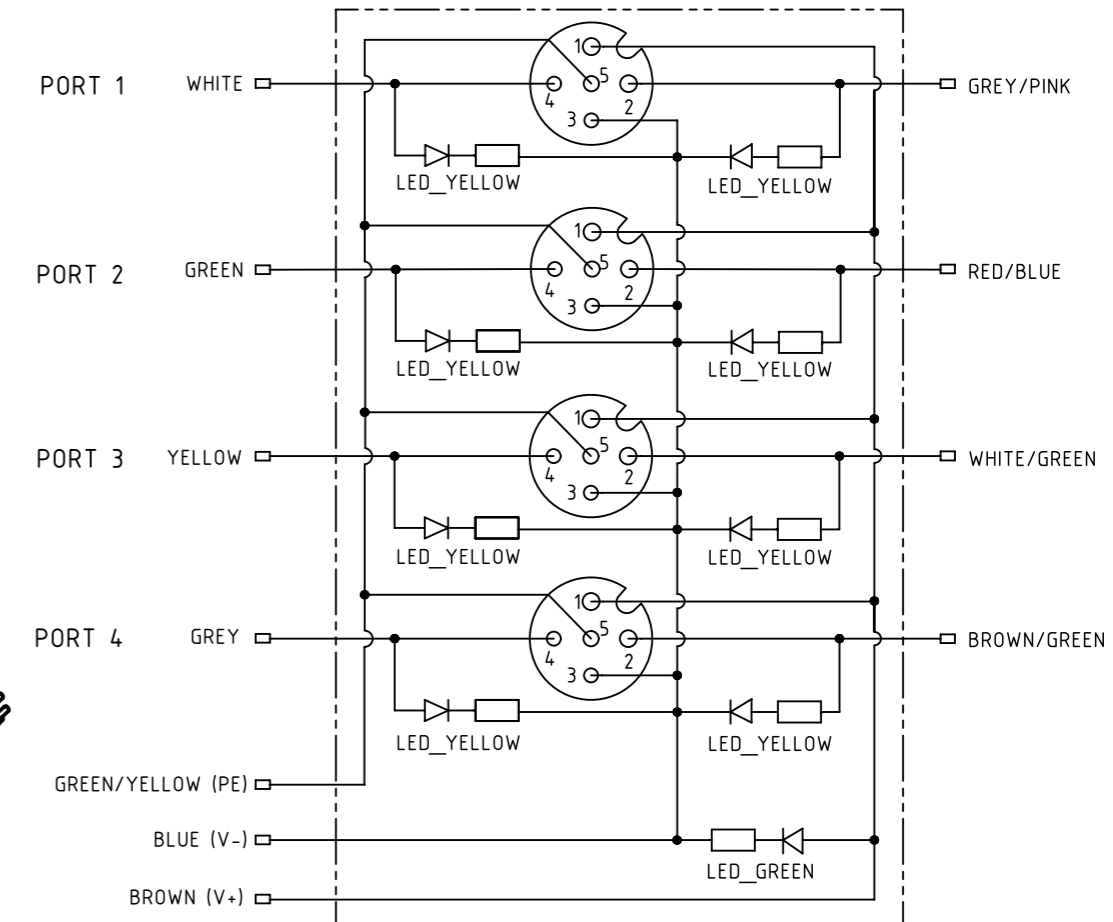 1
PORT 1 WHITE 4 5 2 GREY/PINK
3
LED_YELLOW LED_YELLOW
1
PORT 2 GREEN 4 5 2 RED/BLUE
3
LED_YELLOW LED_YELLOW
1
PORT 3 YELLOW 4 5 2 WHITE/GREEN
3
LED_YELLOW LED_YELLOW
1
PORT 4 GREY 4 5 2 BROWN/GREEN
3
LED_YELLOW LED_YELLOW
GREEN/YELLOW (PE)
BLUE (V-)
LED_GREEN
BROWN (V+)